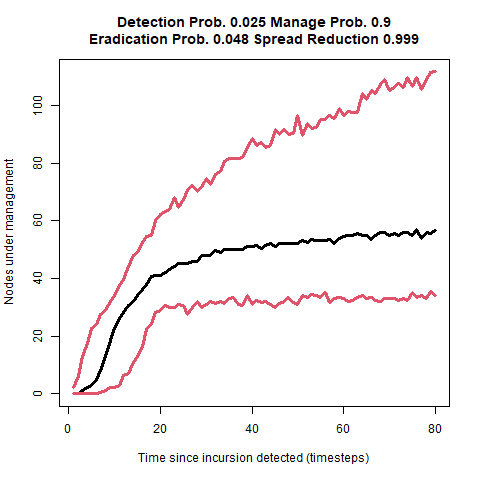 Detection Prob. 0.025 Manage Prob. 0.9
Eradication Prob. 0.048 Spread Reduction 0.999
Nodes under management
100
80
60
40
20
0
0 20 40 60 80
Time since incursion detected (timesteps)